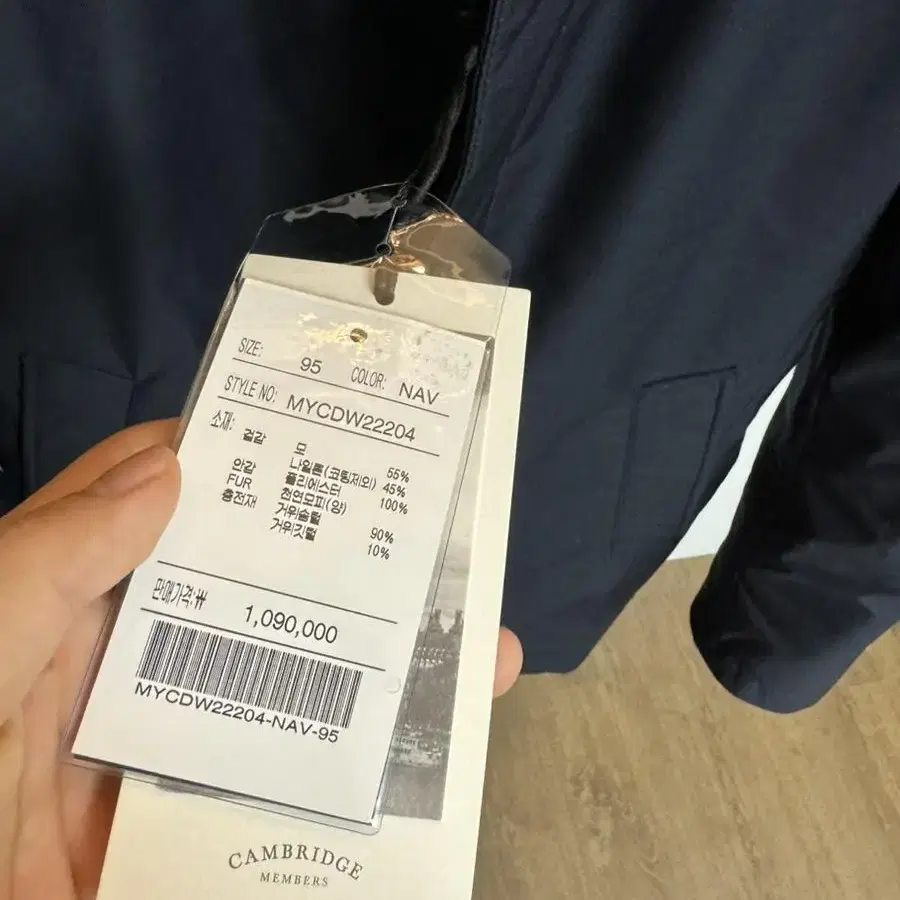 SIZE: 95 COLOR: NAV
STYLE NO: MYCDW22204
소재: 겉감 모 55%
나일론(코팅제외) 45%
안감 폴리에스터 100%
FUR 천연모피(양)
충전재 거위솜털 90%
거위깃털 10%
판매가격:₩ 1,090,000
MYCDW22204-NAV-95
CAMBRIDGE
MEMBERS